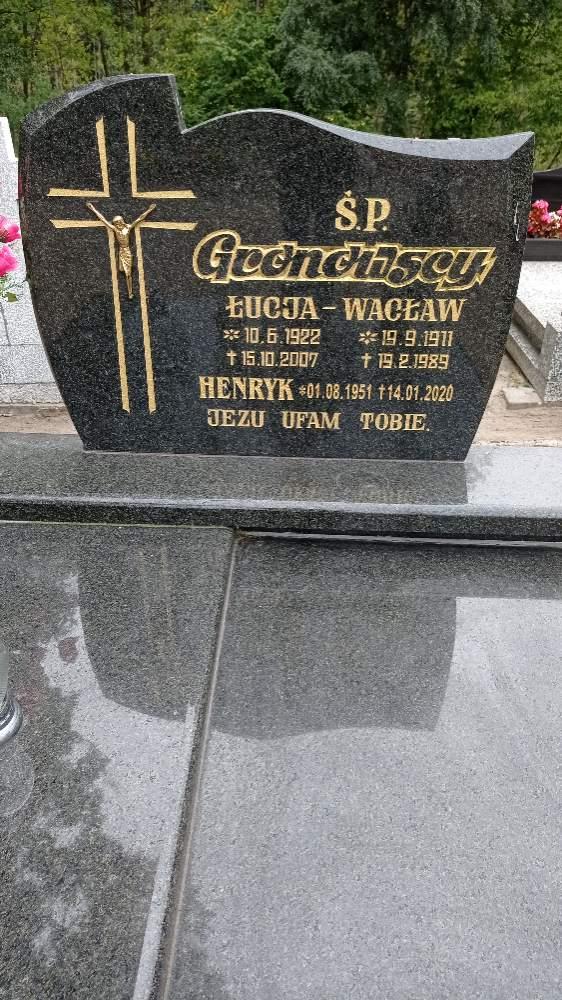 Ś.P.
ŁUCJA - WACŁAW
* 10.6.1922 * 19.9.1911
† 15.10.2007 † 19.2.1989
HENRYK *01.08.1951 †14.01.2020
JEZU UFAM TOBIE.